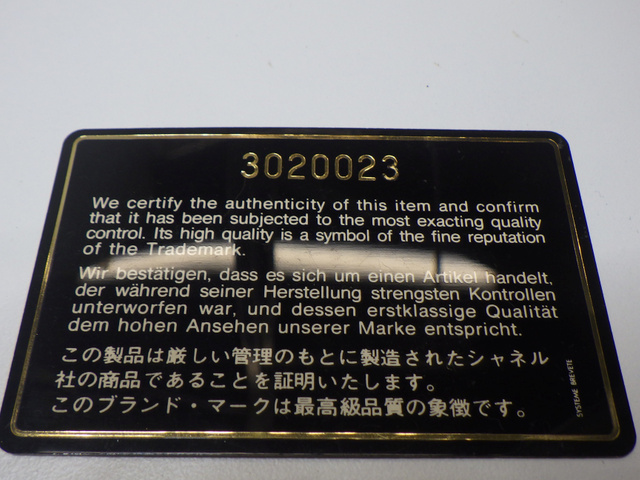 3020023
We certify the authenticity of this item and confirm
that it has been subjected to the most exacting quality
control. Its high quality is a symbol of the fine reputation
of the Trademark.
Wir bestätigen, dass es sich um einen Artikel handelt,
der während seiner Herstellung strengsten Kontrollen
unterworfen war, und dessen erstklassige Qualität
dem hohen Ansehen unserer Marke entspricht.
この製品は厳しい管理のもとに製造されたシャネル
社の商品であることを証明いたします。
このブランド・マークは最高級品質の象徴です。
SYSTEME BREVETE